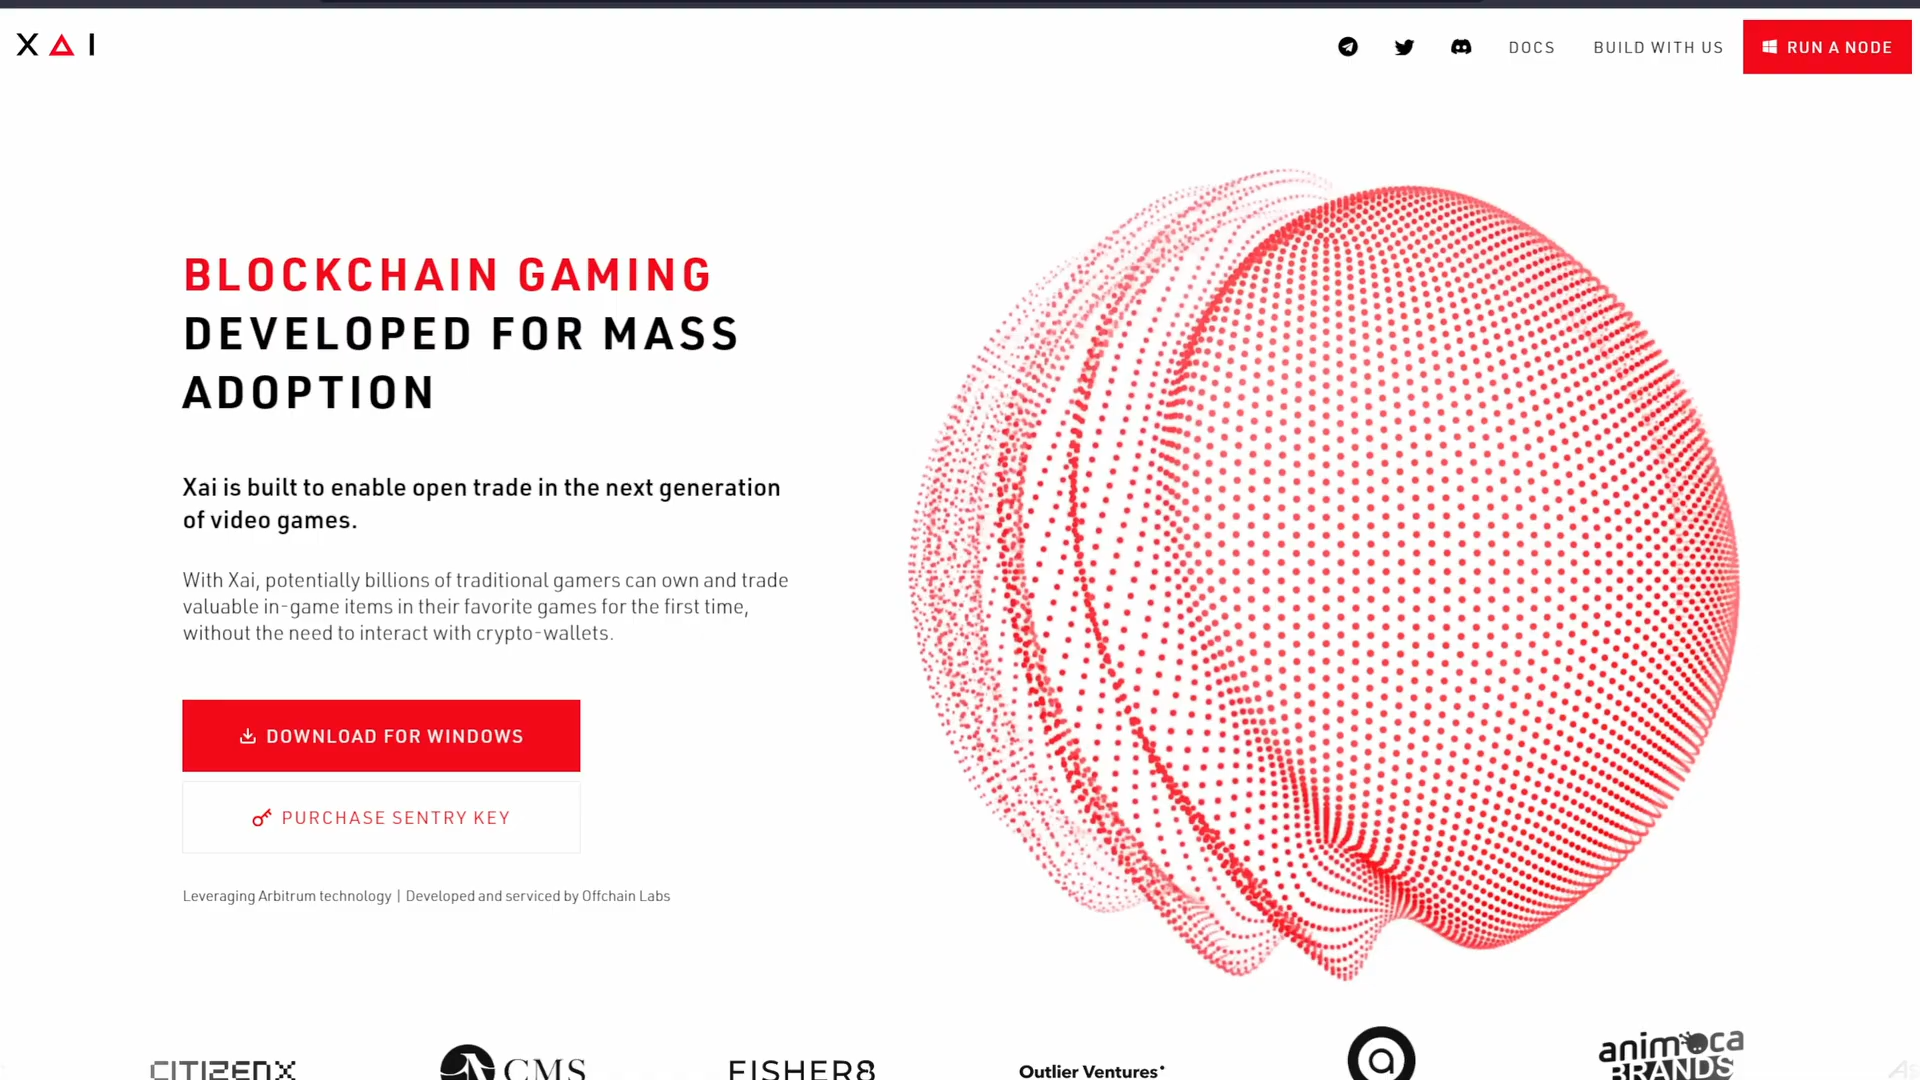 XAI
DOCS
BUILD WITH US
RUN A NODE
BLOCKCHAIN GAMING
DEVELOPED FOR MASS
ADOPTION
Xai is built to enable open trade in the next generation
of video games.
With Xai, potentially billions of traditional gamers can own and trade
valuable in-game items in their favorite games for the first time,
without the need to interact with crypto-wallets.
DOWNLOAD FOR WINDOWS
PURCHASE SENTRY KEY
Leveraging Arbitrum technology | Developed and serviced by Offchain Labs
CITIZENX
CMS
FISHER8
Outlier Ventures
animoca
BRANDS